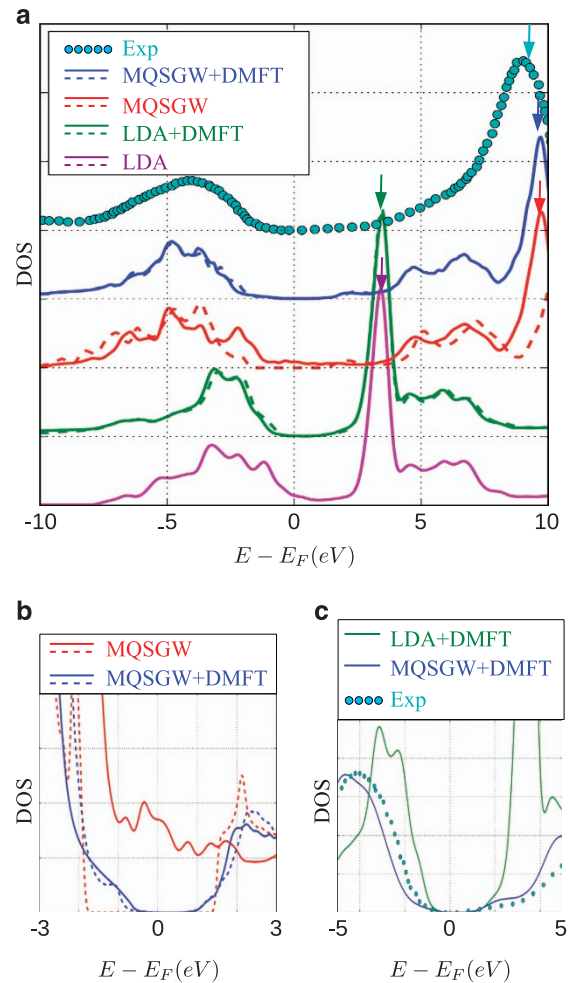 a
Exp
MQSGW+DMFT
MQSGW
LDA+DMFT
LDA
DOS
-10 -5 0 5 10
E − E_F(eV)
b
MQSGW
MQSGW+DMFT
DOS
-3 0 3
E − E_F(eV)
c
LDA+DMFT
MQSGW+DMFT
Exp
DOS
-5 0 5
E − E_F(eV)